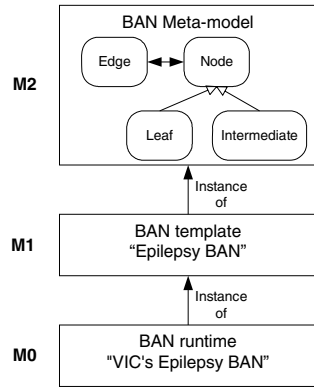 BAN Meta-model
Edge
Node
M2
Leaf
Intermediate
Instance
of
BAN template
M1
“Epilepsy BAN”
Instance
of
BAN runtime
M0
"VIC's Epilepsy BAN”